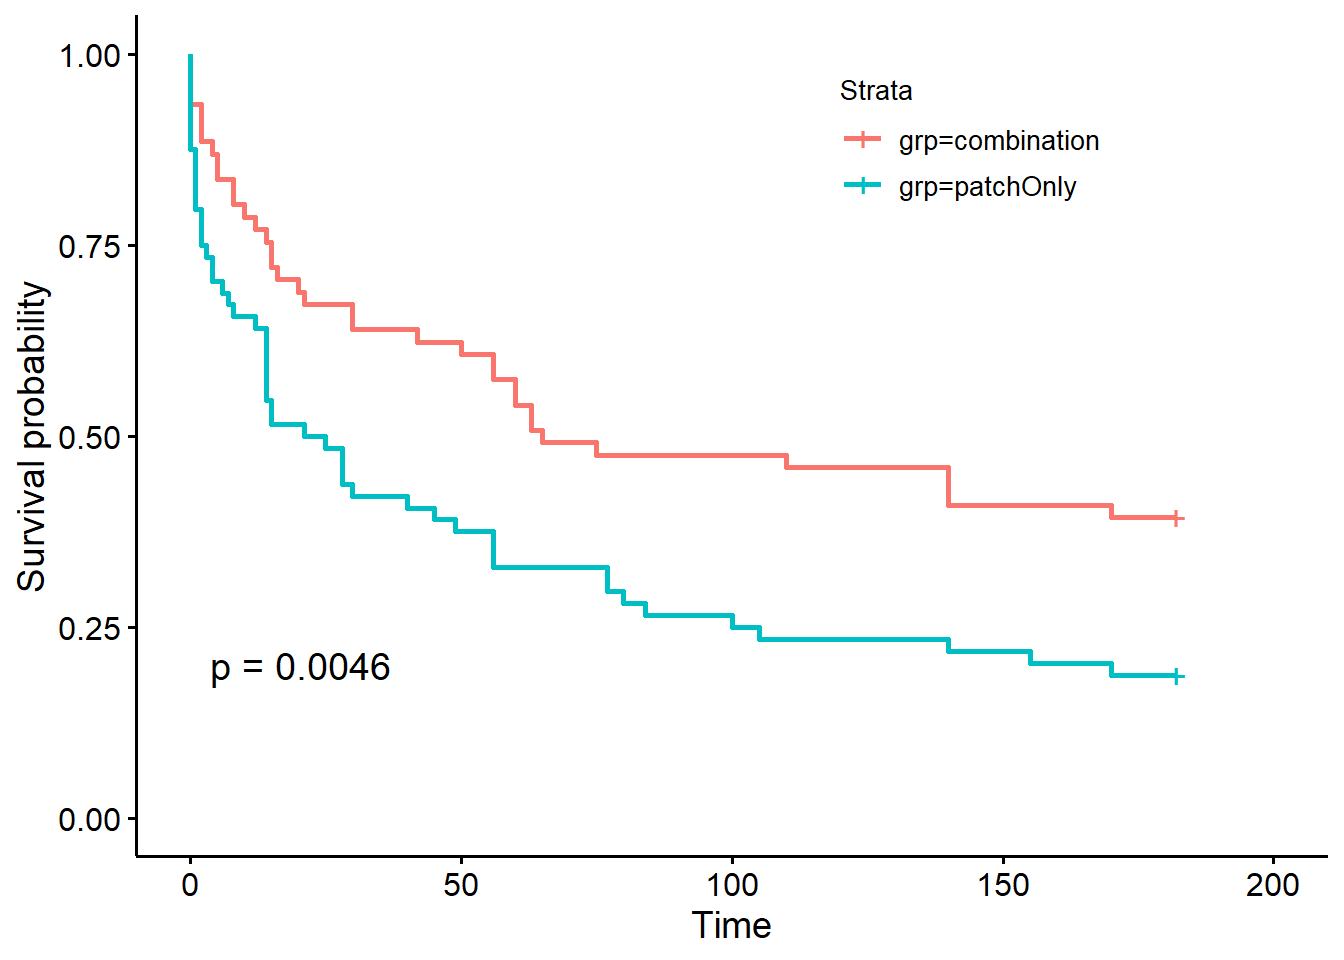 Strata
grp=combination
grp=patchOnly
Survival probability
1.00
0.75
0.50
0.25
0.00
p = 0.0046
0 50 100 150 200
Time